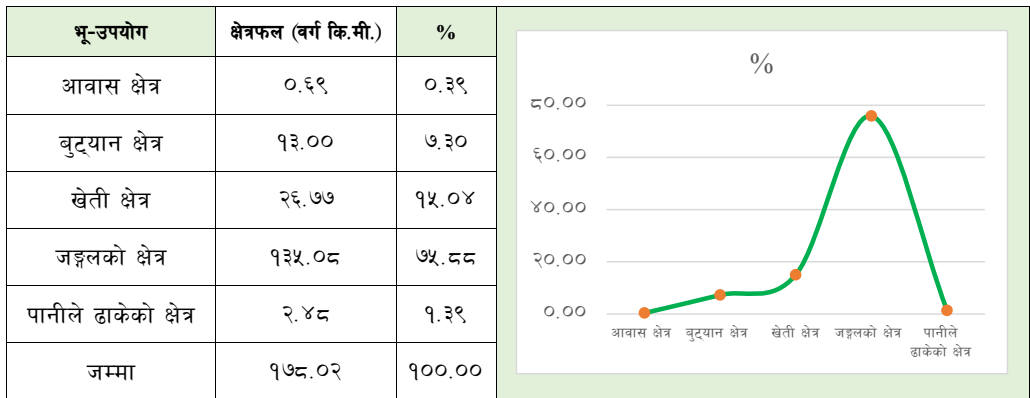 भू-उपयोग क्षेत्रफल (वर्ग कि.मी.) %
आवास क्षेत्र ०.६९ ०.३९
बुट्यान क्षेत्र १३.०० ७.३०
खेती क्षेत्र २६.७७ १५.०४
जङ्गलको क्षेत्र १३५.०८ ७५.८८
पानीले ढाकेको क्षेत्र २.४८ १.३९
जम्मा १७८.०२ १००.००
%
८०.००
६०.००
४०.००
२०.००
०.००
आवास क्षेत्र बुट्यान क्षेत्र खेती क्षेत्र जङ्गलको क्षेत्र पानीले
ढाकेको क्षेत्र